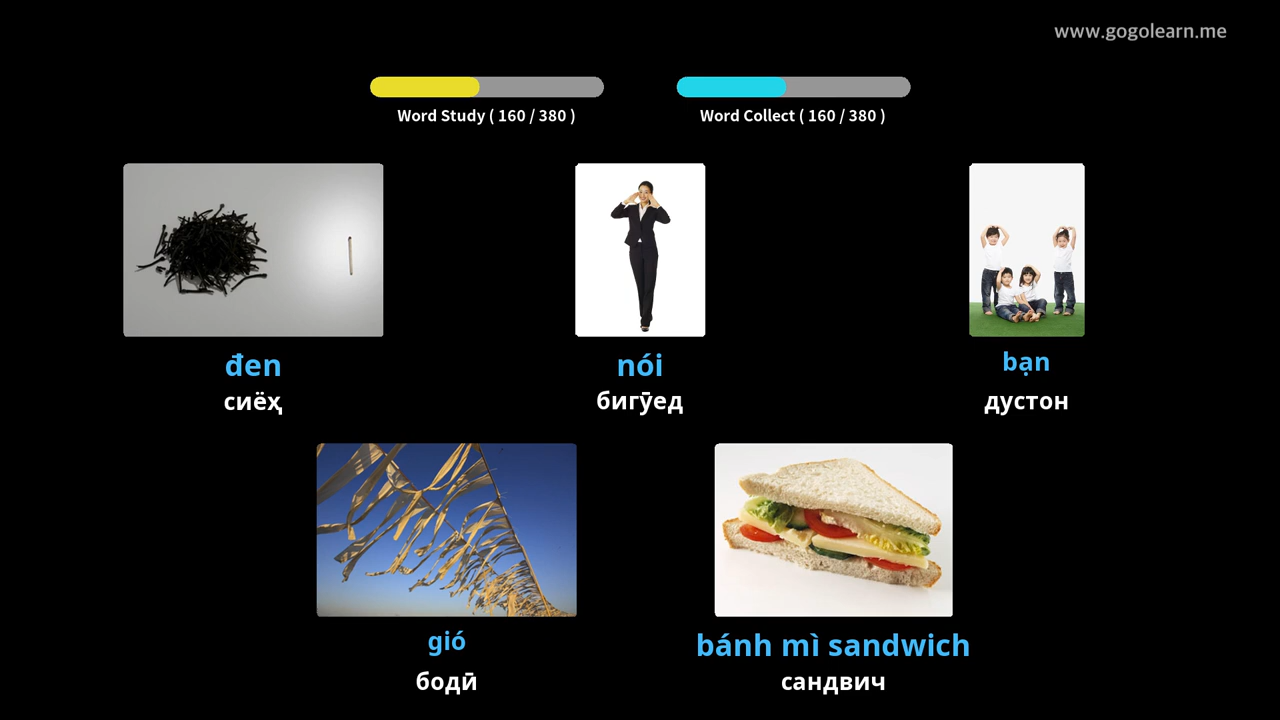 www.gogolearn.me
Word Study ( 160 / 380 )
Word Collect ( 160 / 380 )
đen
сиёҳ
nói
бигӯед
bạn
дустон
gió
бодӣ
bánh mì sandwich
сандвич